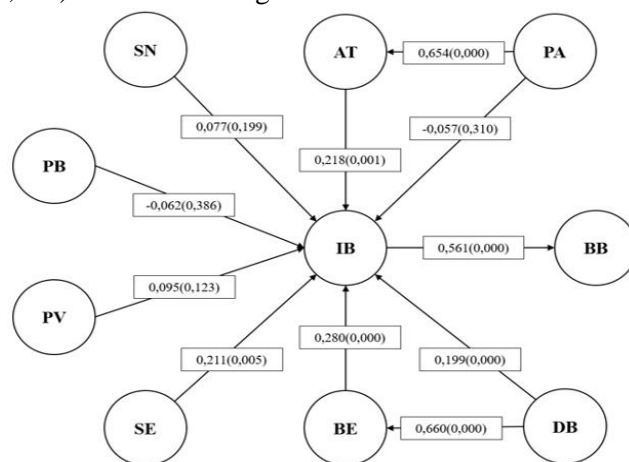 SN AT PA
0,654(0,000)
0,077(0,199) -0,057(0,310)
PB 0,218(0,001)
-0,062(0,386)
IB 0,561(0,000) BB
0,095(0,123)
PV
0,280(0,000)
0,211(0,005) 0,199(0,000)
SE BE 0,660(0,000) DB